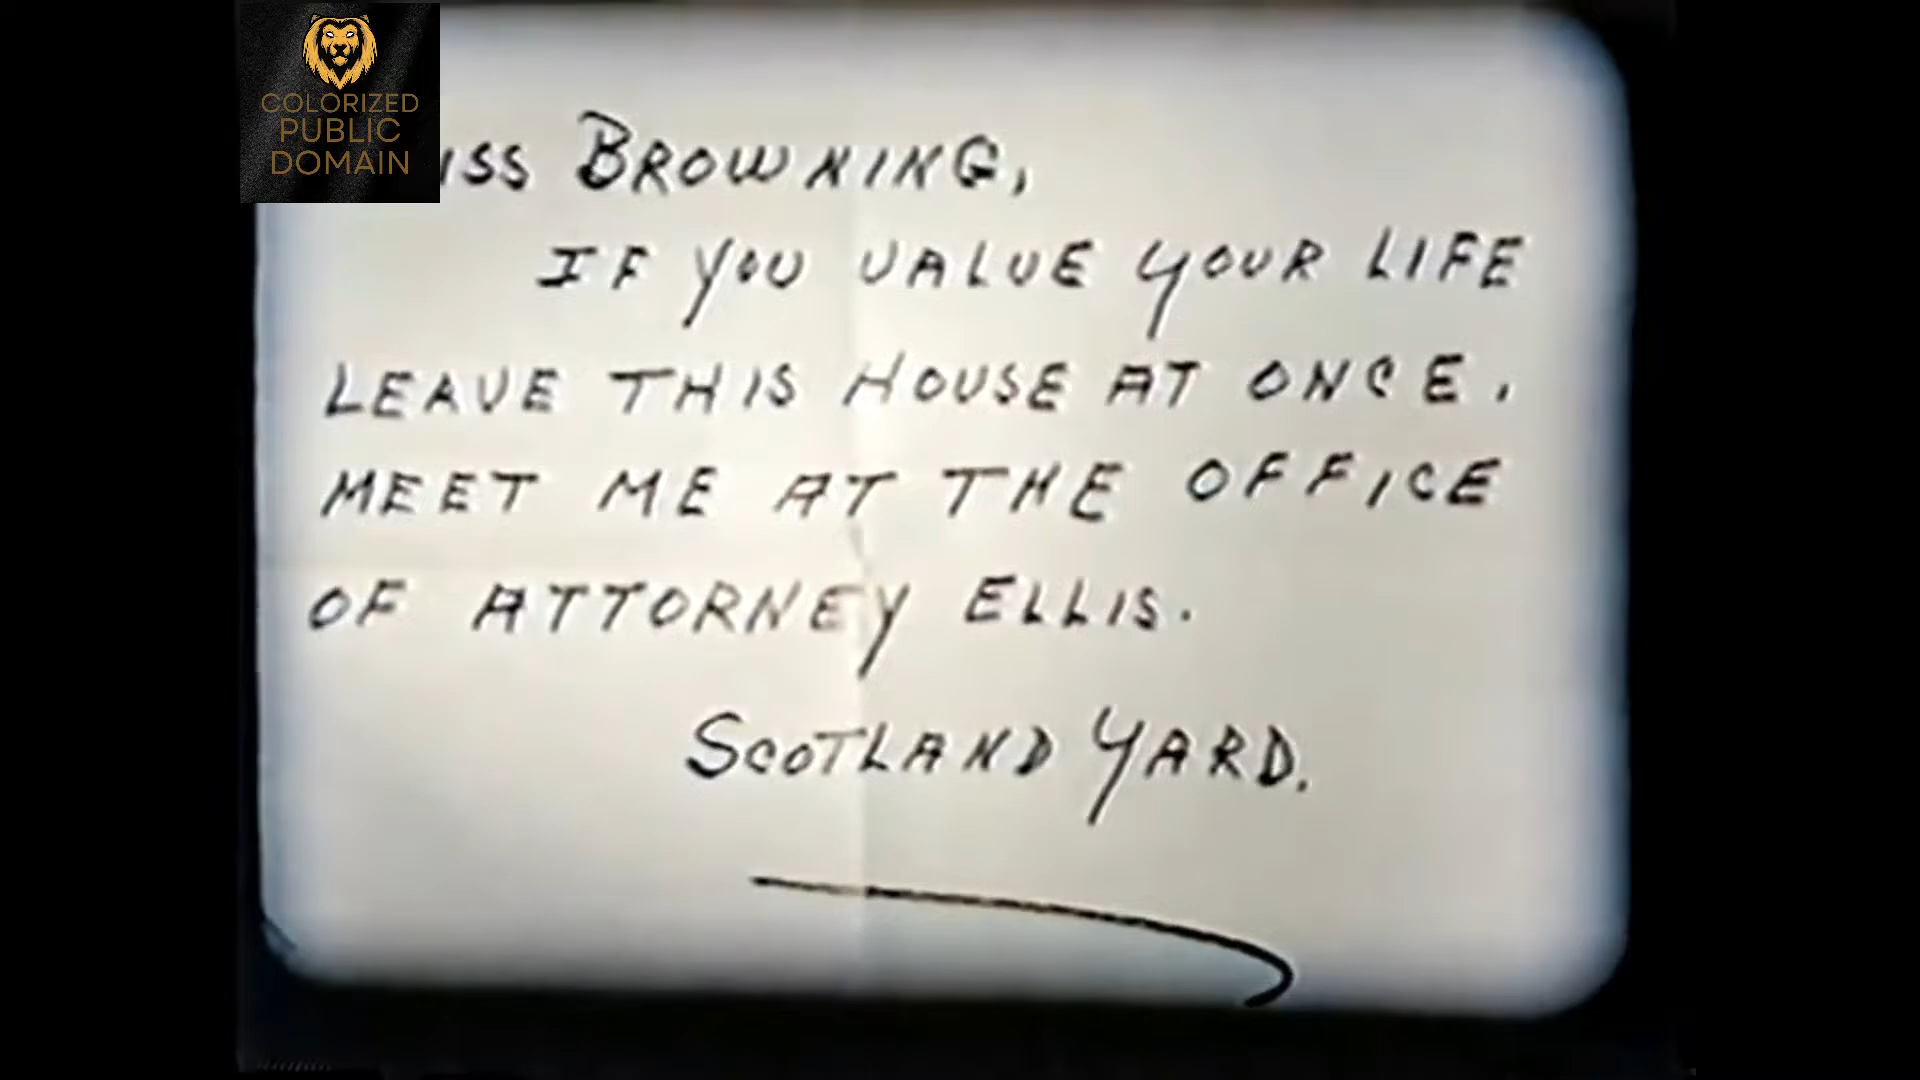 COLORIZED
PUBLIC
DOMAIN
ISS BROWNING,
IF YOU VALUE YOUR LIFE
LEAVE THIS HOUSE AT ONCE.
MEET ME AT THE OFFICE
OF ATTORNEY ELLIS.
SCOTLAND YARD.